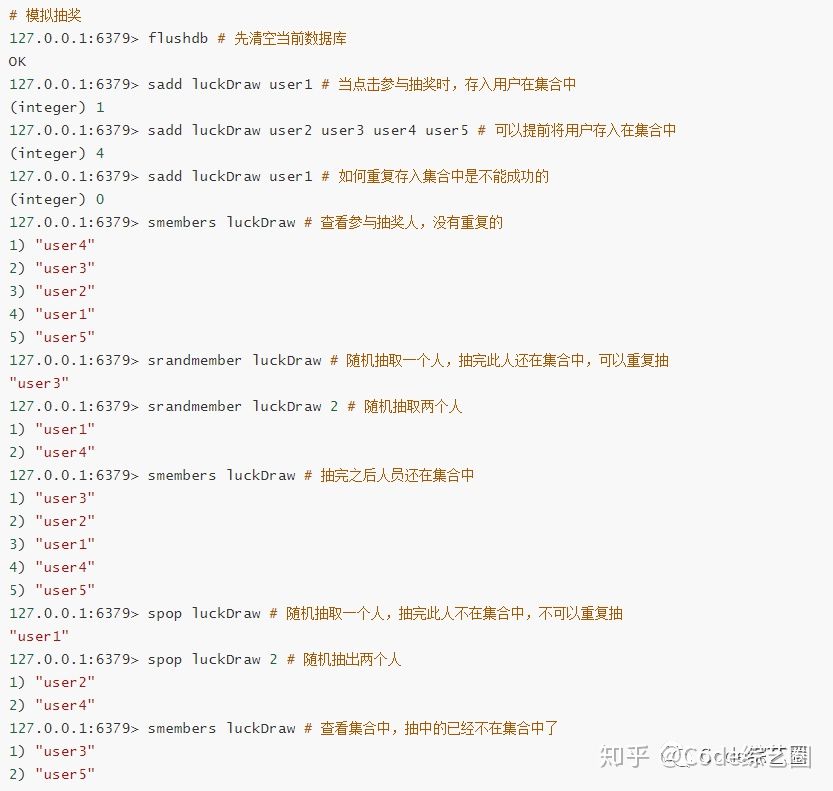 # 模拟抽奖
127.0.0.1:6379> flushdb # 先清空当前数据库
OK
127.0.0.1:6379> sadd luckDraw user1 # 当点击参与抽奖时，存入用户在集合中
(integer) 1
127.0.0.1:6379> sadd luckDraw user2 user3 user4 user5 # 可以提前将用户存入在集合中
(integer) 4
127.0.0.1:6379> sadd luckDraw user1 # 如何重复存入集合中是不能成功的
(integer) 0
127.0.0.1:6379> smembers luckDraw # 查看参与抽奖人，没有重复的
1) "user4"
2) "user3"
3) "user2"
4) "user1"
5) "user5"
127.0.0.1:6379> srandmember luckDraw # 随机抽取一个人，抽完此人还在集合中，可以重复抽
"user3"
127.0.0.1:6379> srandmember luckDraw 2 # 随机抽取两个人
1) "user1"
2) "user4"
127.0.0.1:6379> smembers luckDraw # 抽完之后人员还在集合中
1) "user3"
2) "user2"
3) "user1"
4) "user4"
5) "user5"
127.0.0.1:6379> spop luckDraw # 随机抽取一个人，抽完此人不在集合中，不可以重复抽
"user1"
127.0.0.1:6379> spop luckDraw 2 # 随机抽出两个人
1) "user2"
2) "user4"
127.0.0.1:6379> smembers luckDraw # 查看集合中，抽中的已经不在集合中了
1) "user3"
2) "user5"
知乎 @Code综艺圈